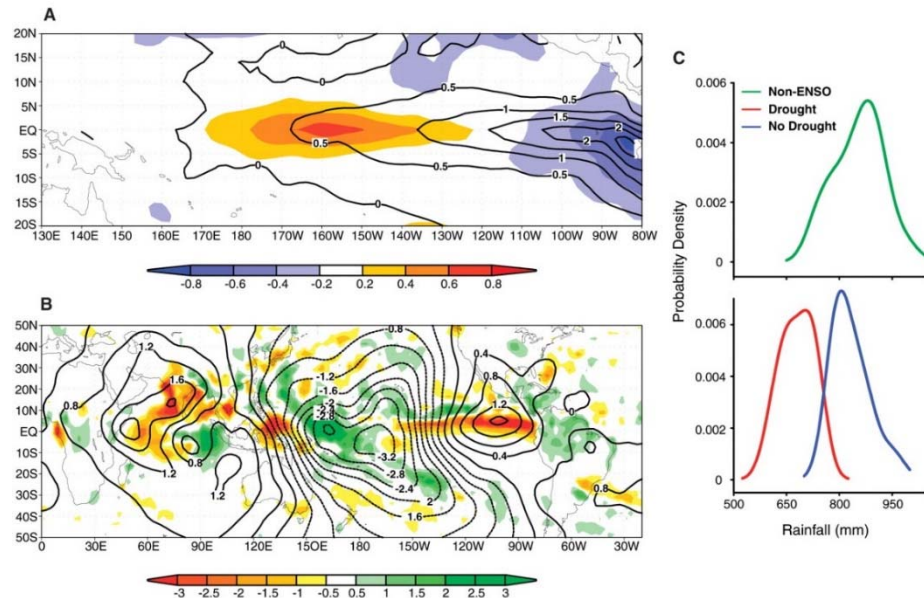 A
20N
15N
10N
5N
EQ
5S
10S
15S
20S
0
0
0.5
0.5
1
1.5
2
0.5
2
1
0.5
0
0
130E 140E 150 160E 170E 180 170W 160W 150W 140W 130W 120W 110W 100W 90W 80W
-0.8 -0.6 -0.4 -0.2 0.2 0.4 0.6 0.8
B
50N
40N
30N
20N
10N
EQ
10S
20S
30S
40S
50S
-0.8
1.2
0.4
-1.2
0.8
1.6
-1.6
0.8
-2
1.2
0
-2.4
-2.8
0.8
-3.2
0.4
1.2
-2.8
1.2
-2.4
0.8
2
1.6
0 30E 60E 90E 120E 150E 180 150W 120W 90W 60W 30W
-3 -2.5 -2 -1.5 -1 -0.5 0.5 1 1.5 2 2.5 3
C
0.006
0.004
0.002
0
Non-ENSO
Drought
No Drought
Probability Density
0.006
0.004
0.002
0
500 650 800 950
Rainfall (mm)